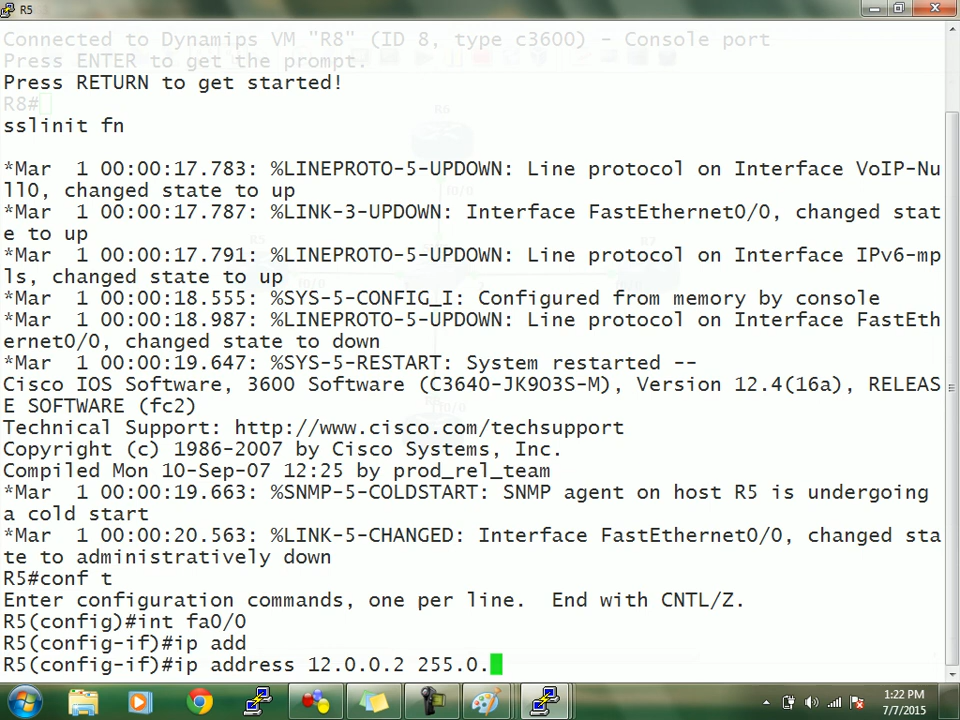 R5
Connected to Dynamips VM "R8" (ID 8, type c3600) - Console port
Press ENTER to get the prompt.
Press RETURN to get started!
R8#
sslinit fn
R6
*Mar  1 00:00:17.783: %LINEPROTO-5-UPDOWN: Line protocol on Interface VoIP-Nu
ll0, changed state to up
f0/0
*Mar  1 00:00:17.787: %LINK-3-UPDOWN: Interface FastEthernet0/0, changed stat
e to up
R5
R7
*Mar  1 00:00:17.791: %LINEPROTO-5-UPDOWN: Line protocol on Interface IPv6-mp
ls, changed state to up
f0/0
*Mar  1 00:00:18.555: %SYS-5-CONFIG_I: Configured from memory by console
*Mar  1 00:00:18.987: %LINEPROTO-5-UPDOWN: Line protocol on Interface FastEth
ernet0/0, changed state to down
*Mar  1 00:00:19.647: %SYS-5-RESTART: System restarted --
Cisco IOS Software, 3600 Software (C3640-JK9O3S-M), Version 12.4(16a), RELEAS
E SOFTWARE (fc2)
f0/0
Technical Support: http://www.cisco.com/techsupport
Copyright (c) 1986-2007 by Cisco Systems, Inc.
Compiled Mon 10-Sep-07 12:25 by prod_rel_team
*Mar  1 00:00:19.663: %SNMP-5-COLDSTART: SNMP agent on host R5 is undergoing
a cold start
*Mar  1 00:00:20.563: %LINK-5-CHANGED: Interface FastEthernet0/0, changed sta
te to administratively down
R5#conf t
Enter configuration commands, one per line.  End with CNTL/Z.
R5(config)#int fa0/0
R5(config-if)#ip add
R5(config-if)#ip address 12.0.0.2 255.0.
1:22 PM
7/7/2015